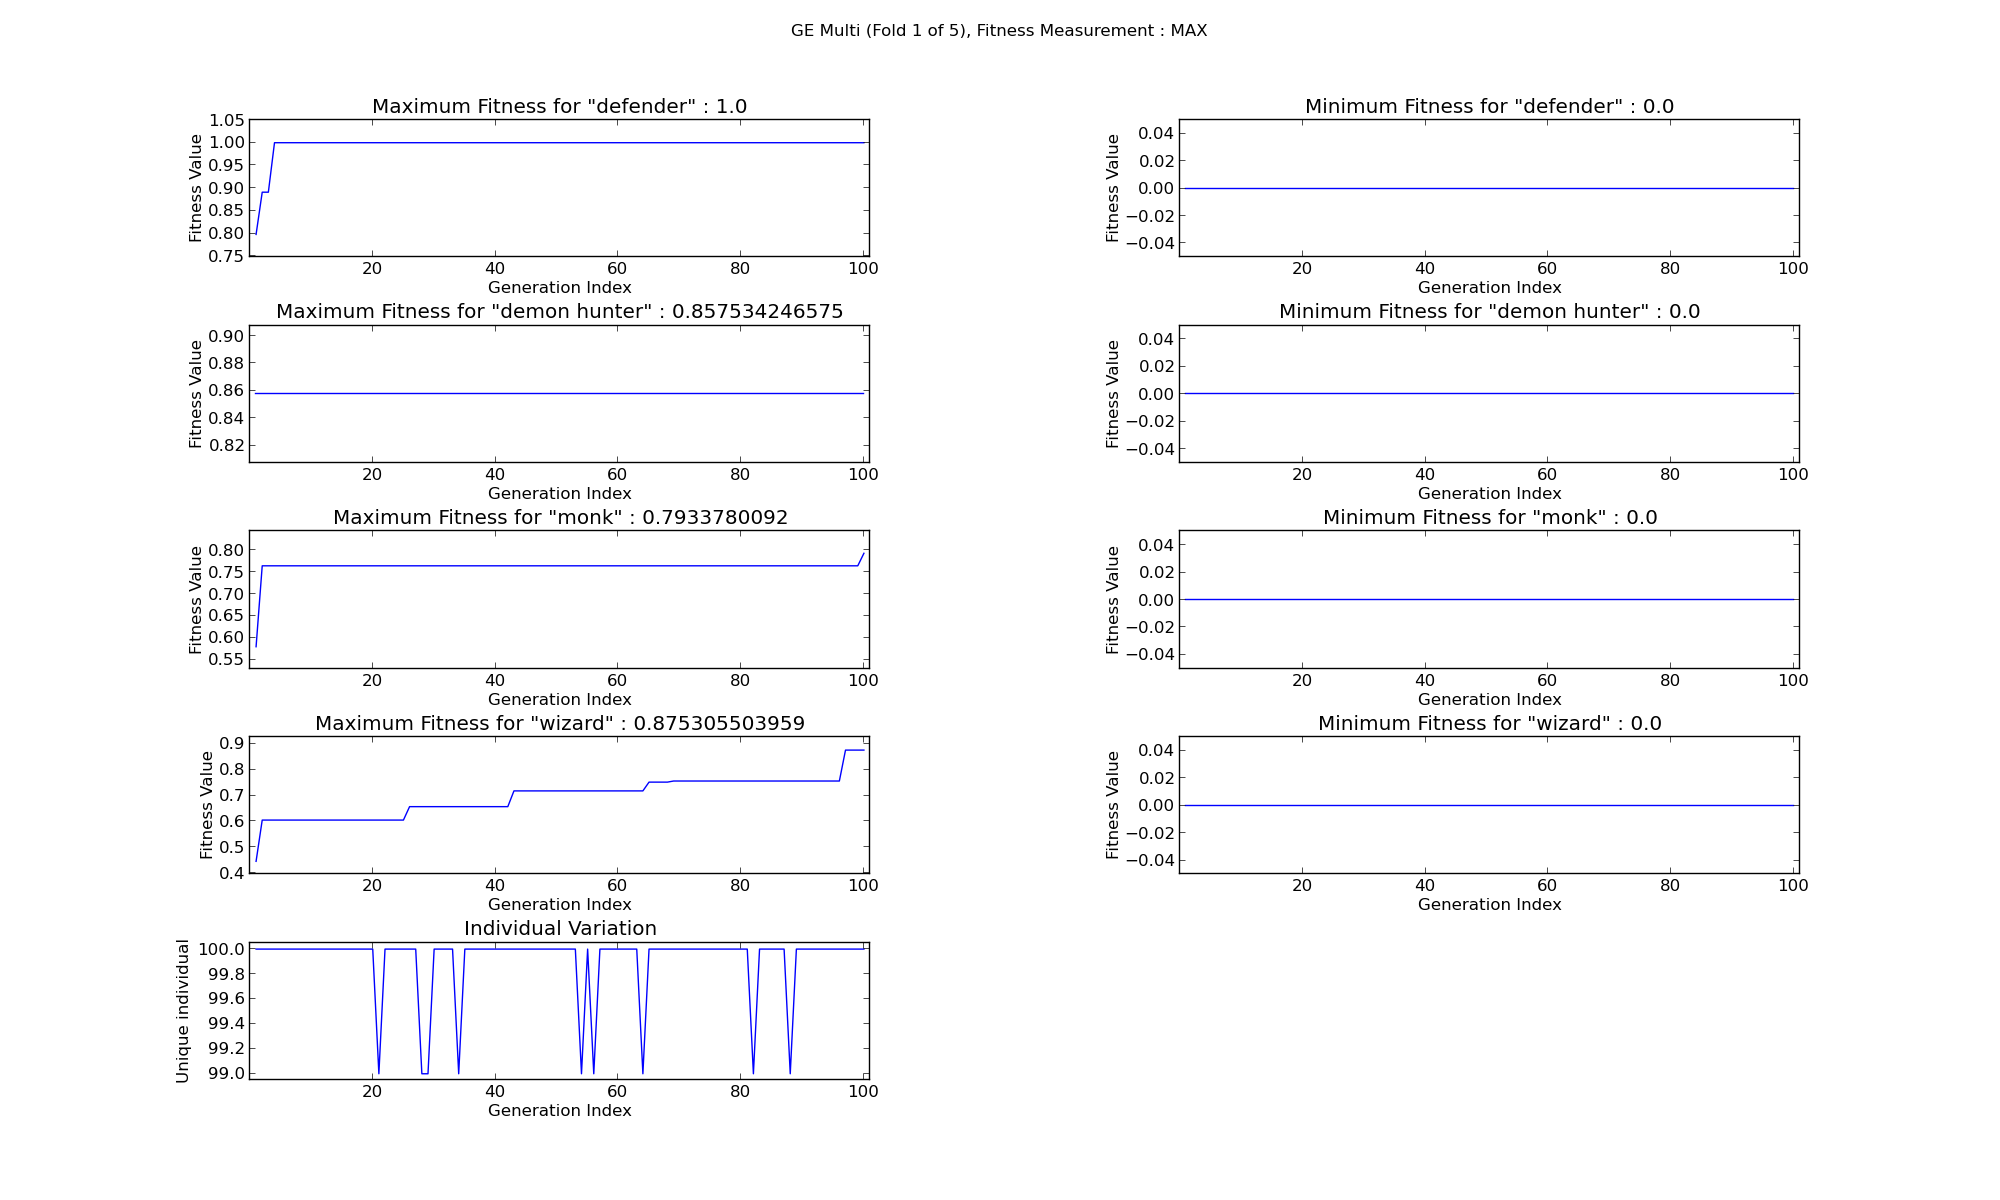 GE Multi (Fold 1 of 5), Fitness Measurement : MAX
Maximum Fitness for "defender" : 1.0
Fitness Value
1.05
1.00
0.95
0.90
0.85
0.80
0.75
20 40 60 80 100
Generation Index
Minimum Fitness for "defender" : 0.0
Fitness Value
0.04
0.02
0.00
−0.02
−0.04
20 40 60 80 100
Generation Index
Maximum Fitness for "demon hunter" : 0.857534246575
Fitness Value
0.90
0.88
0.86
0.84
0.82
20 40 60 80 100
Generation Index
Minimum Fitness for "demon hunter" : 0.0
Fitness Value
0.04
0.02
0.00
−0.02
−0.04
20 40 60 80 100
Generation Index
Maximum Fitness for "monk" : 0.7933780092
Fitness Value
0.80
0.75
0.70
0.65
0.60
0.55
20 40 60 80 100
Generation Index
Minimum Fitness for "monk" : 0.0
Fitness Value
0.04
0.02
0.00
−0.02
−0.04
20 40 60 80 100
Generation Index
Maximum Fitness for "wizard" : 0.875305503959
Fitness Value
0.9
0.8
0.7
0.6
0.5
0.4
20 40 60 80 100
Generation Index
Minimum Fitness for "wizard" : 0.0
Fitness Value
0.04
0.02
0.00
−0.02
−0.04
20 40 60 80 100
Generation Index
Individual Variation
Unique individual
100.0
99.8
99.6
99.4
99.2
99.0
20 40 60 80 100
Generation Index